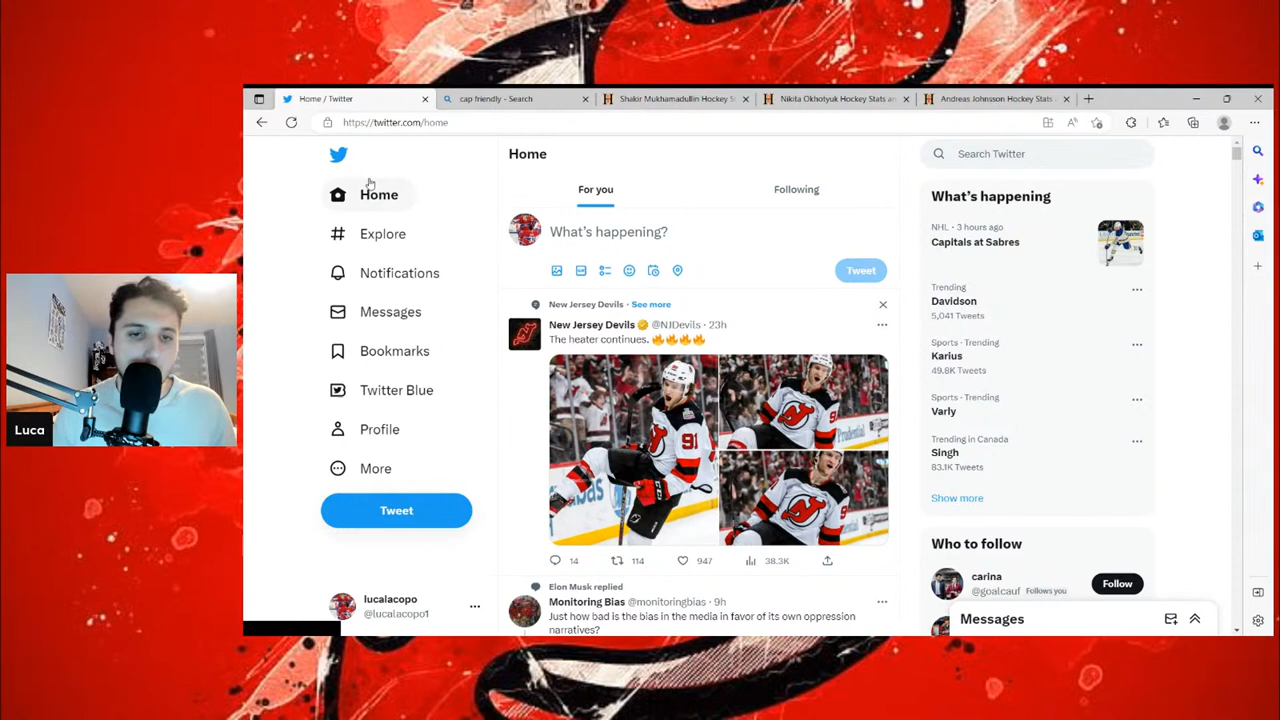 Home / Twitter
cap friendly - Search
Shakir Mukhamadullin Hockey S
Nikita Okhotyuk Hockey Stats an
Andreas Johnsson Hockey Stats
https://twitter.com/home
Home
Explore
Notifications
Messages
Bookmarks
Twitter Blue
Profile
More
Tweet
lucalacopo
@lucalacopo1
Home
For you
Following
What's happening?
Tweet
New Jersey Devils · See more
New Jersey Devils @NJDevils · 23h
The heater continues. 🔥🔥🔥🔥
91
14
114
947
38.3K
Elon Musk replied
Monitoring Bias @monitoringbias · 9h
Just how bad is the bias in the media in favor of its own oppression
narratives?
Search Twitter
What's happening
NHL · 3 hours ago
Capitals at Sabres
Trending
Davidson
5,041 Tweets
Sports · Trending
Karius
49.8K Tweets
Sports · Trending
Varly
Trending in Canada
Singh
83.1K Tweets
Show more
Who to follow
carina
@goalcauf Follows you
Follow
Messages
Luca